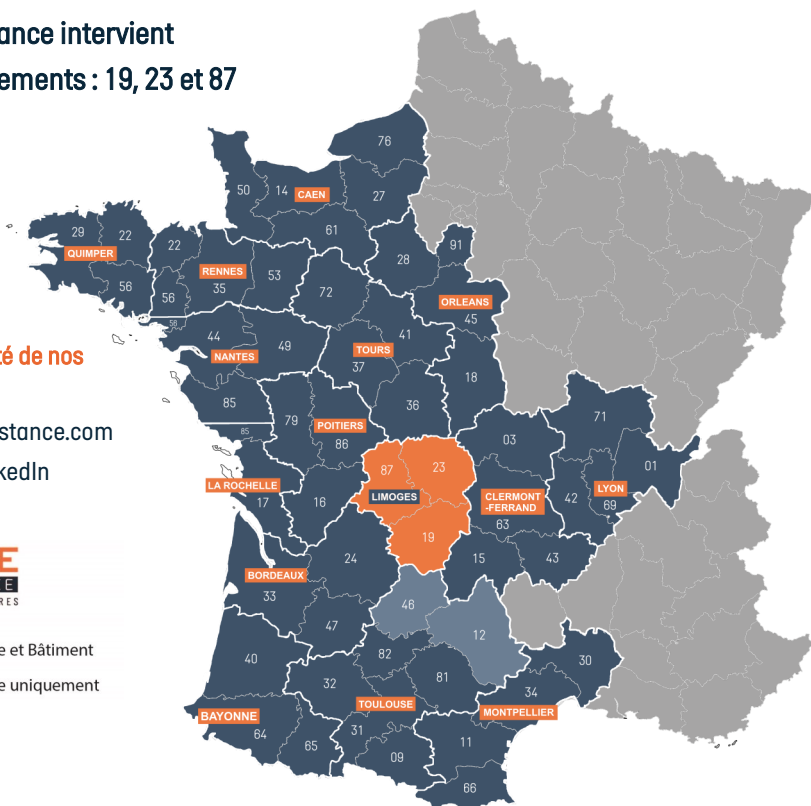 ance intervient
ements : 19, 23 et 87
76
50
14
CAEN
27
61
29
22
QUIMPER
22
91
28
RENNES
35
53
56
56
72
56
ORLEANS
45
44
41
49
NANTES
TOURS
37
té de nos
18
85
36
79
71
stance.com
POITIERS
85
86
03
kedIn
87
23
01
LA ROCHELLE
17
16
LIMOGES
CLERMONT
-FERRAND
63
42
LYON
69
19
E
E
RES
24
15
43
BORDEAUX
33
46
47
12
e et Bâtiment
40
82
30
e uniquement
32
81
34
TOULOUSE
MONTPELLIER
BAYONNE
64
31
65
09
11
66